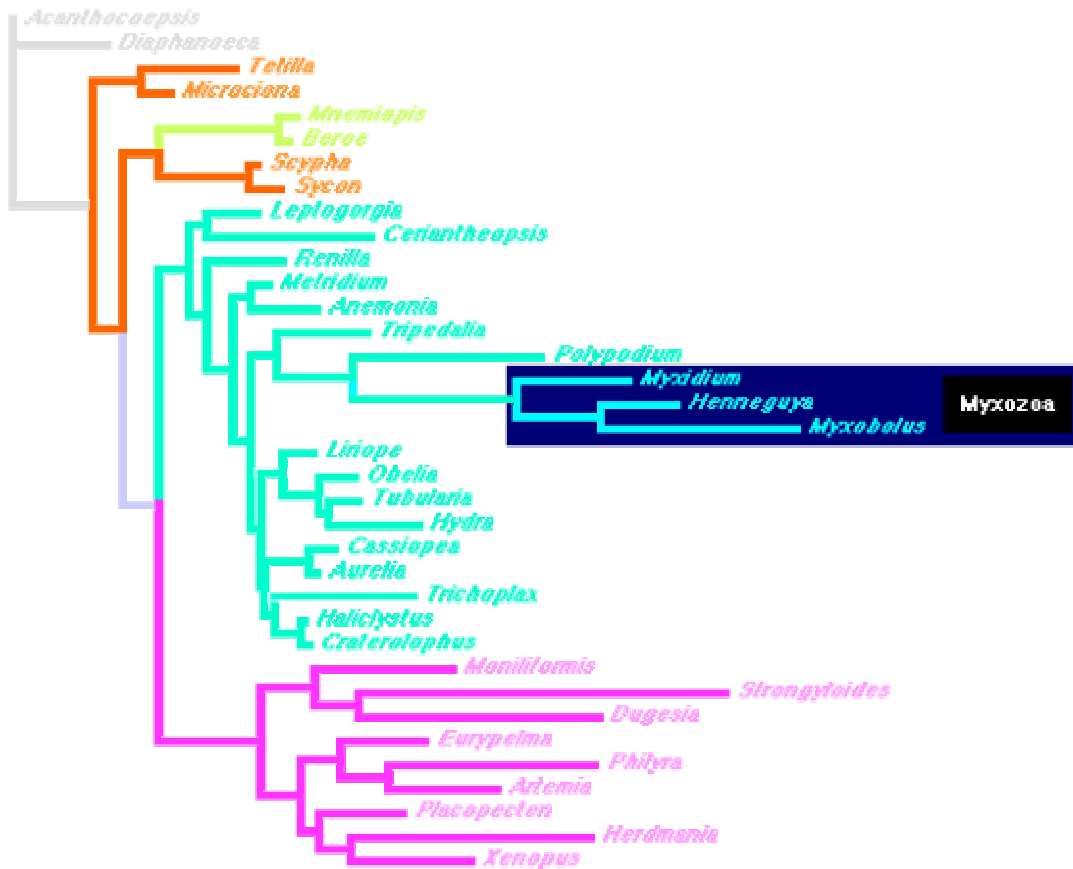 Acanthocoepsis
Diaphanoeca
Tetilla
Microciona
Mnemiopis
Beroe
Scypha
Sycon
Leptogorgia
Ceriantheopsis
Renilla
Metridium
Anemonia
Tripedalia
Polypodium
Myxidium
Henneguya
Myxozoa
Myxobolus
Liriope
Obelia
Tubularia
Hydra
Cassiopea
Aurelia
Trichoplax
Haliclystus
Craterolophus
Moniliformis
Strongyloides
Dugesia
Eurypelma
Philyra
Artemia
Placopecten
Herdmania
Xenopus